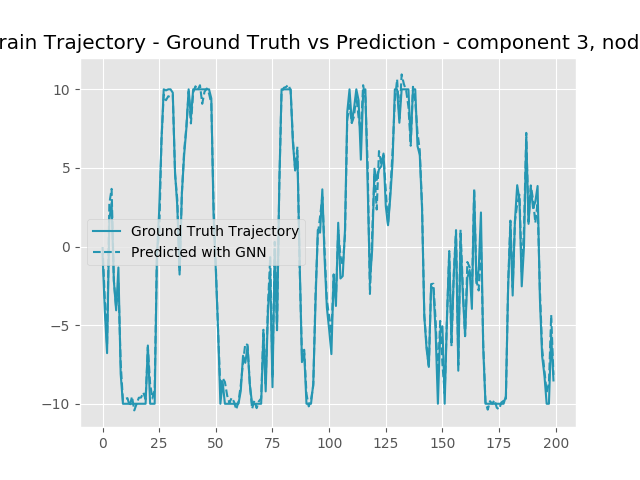 rain Trajectory - Ground Truth vs Prediction - component 3, nod
10
5
0
−5
−10
Ground Truth Trajectory
Predicted with GNN
0 25 50 75 100 125 150 175 200